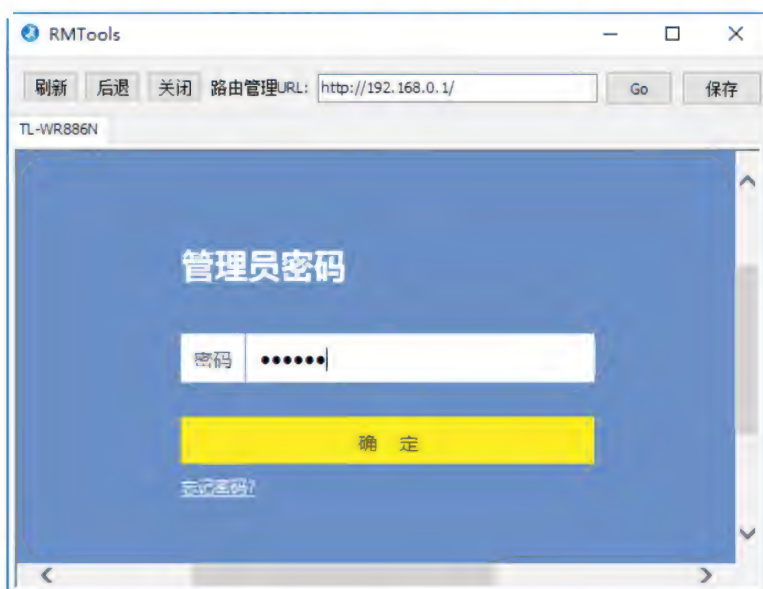 RMTools
刷新 后退 关闭 路由管理URL: http://192.168.0.1/ Go 保存
TL-WR886N
管理员密码
密码 ••••••
确 定
忘记密码?